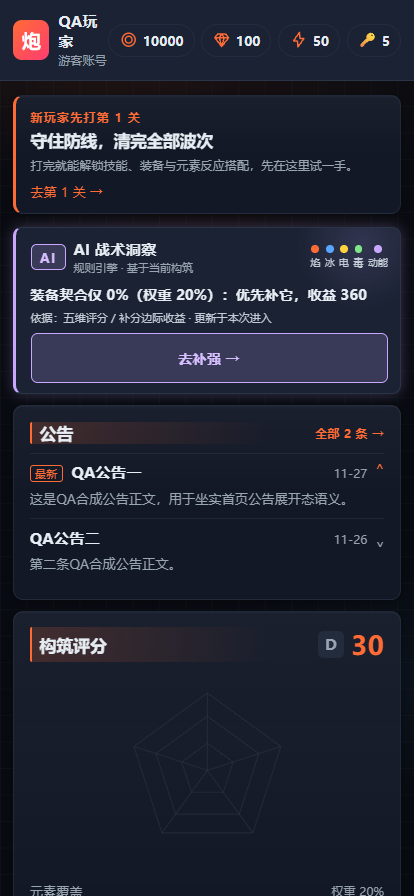 炮
QA玩家
游客账号
10000
100
50
5
新玩家先打第 1 关
守住防线，清完全部波次
打完就能解锁技能、装备与元素反应搭配，先在这里试一手。
去第 1 关 →
AI
AI 战术洞察
规则引擎 · 基于当前构筑
焰 冰 电 毒 动能
装备契合仅 0%（权重 20%）：优先补它，收益 360
依据：五维评分 / 补分边际收益 · 更新于本次进入
去补强 →
公告
全部 2 条 →
最新 QA公告一 11-27
这是QA合成公告正文，用于坐实首页公告展开态语义。
QA公告二 11-26
第二条QA合成公告正文。
构筑评分
D 30
元素覆盖 权重 20%